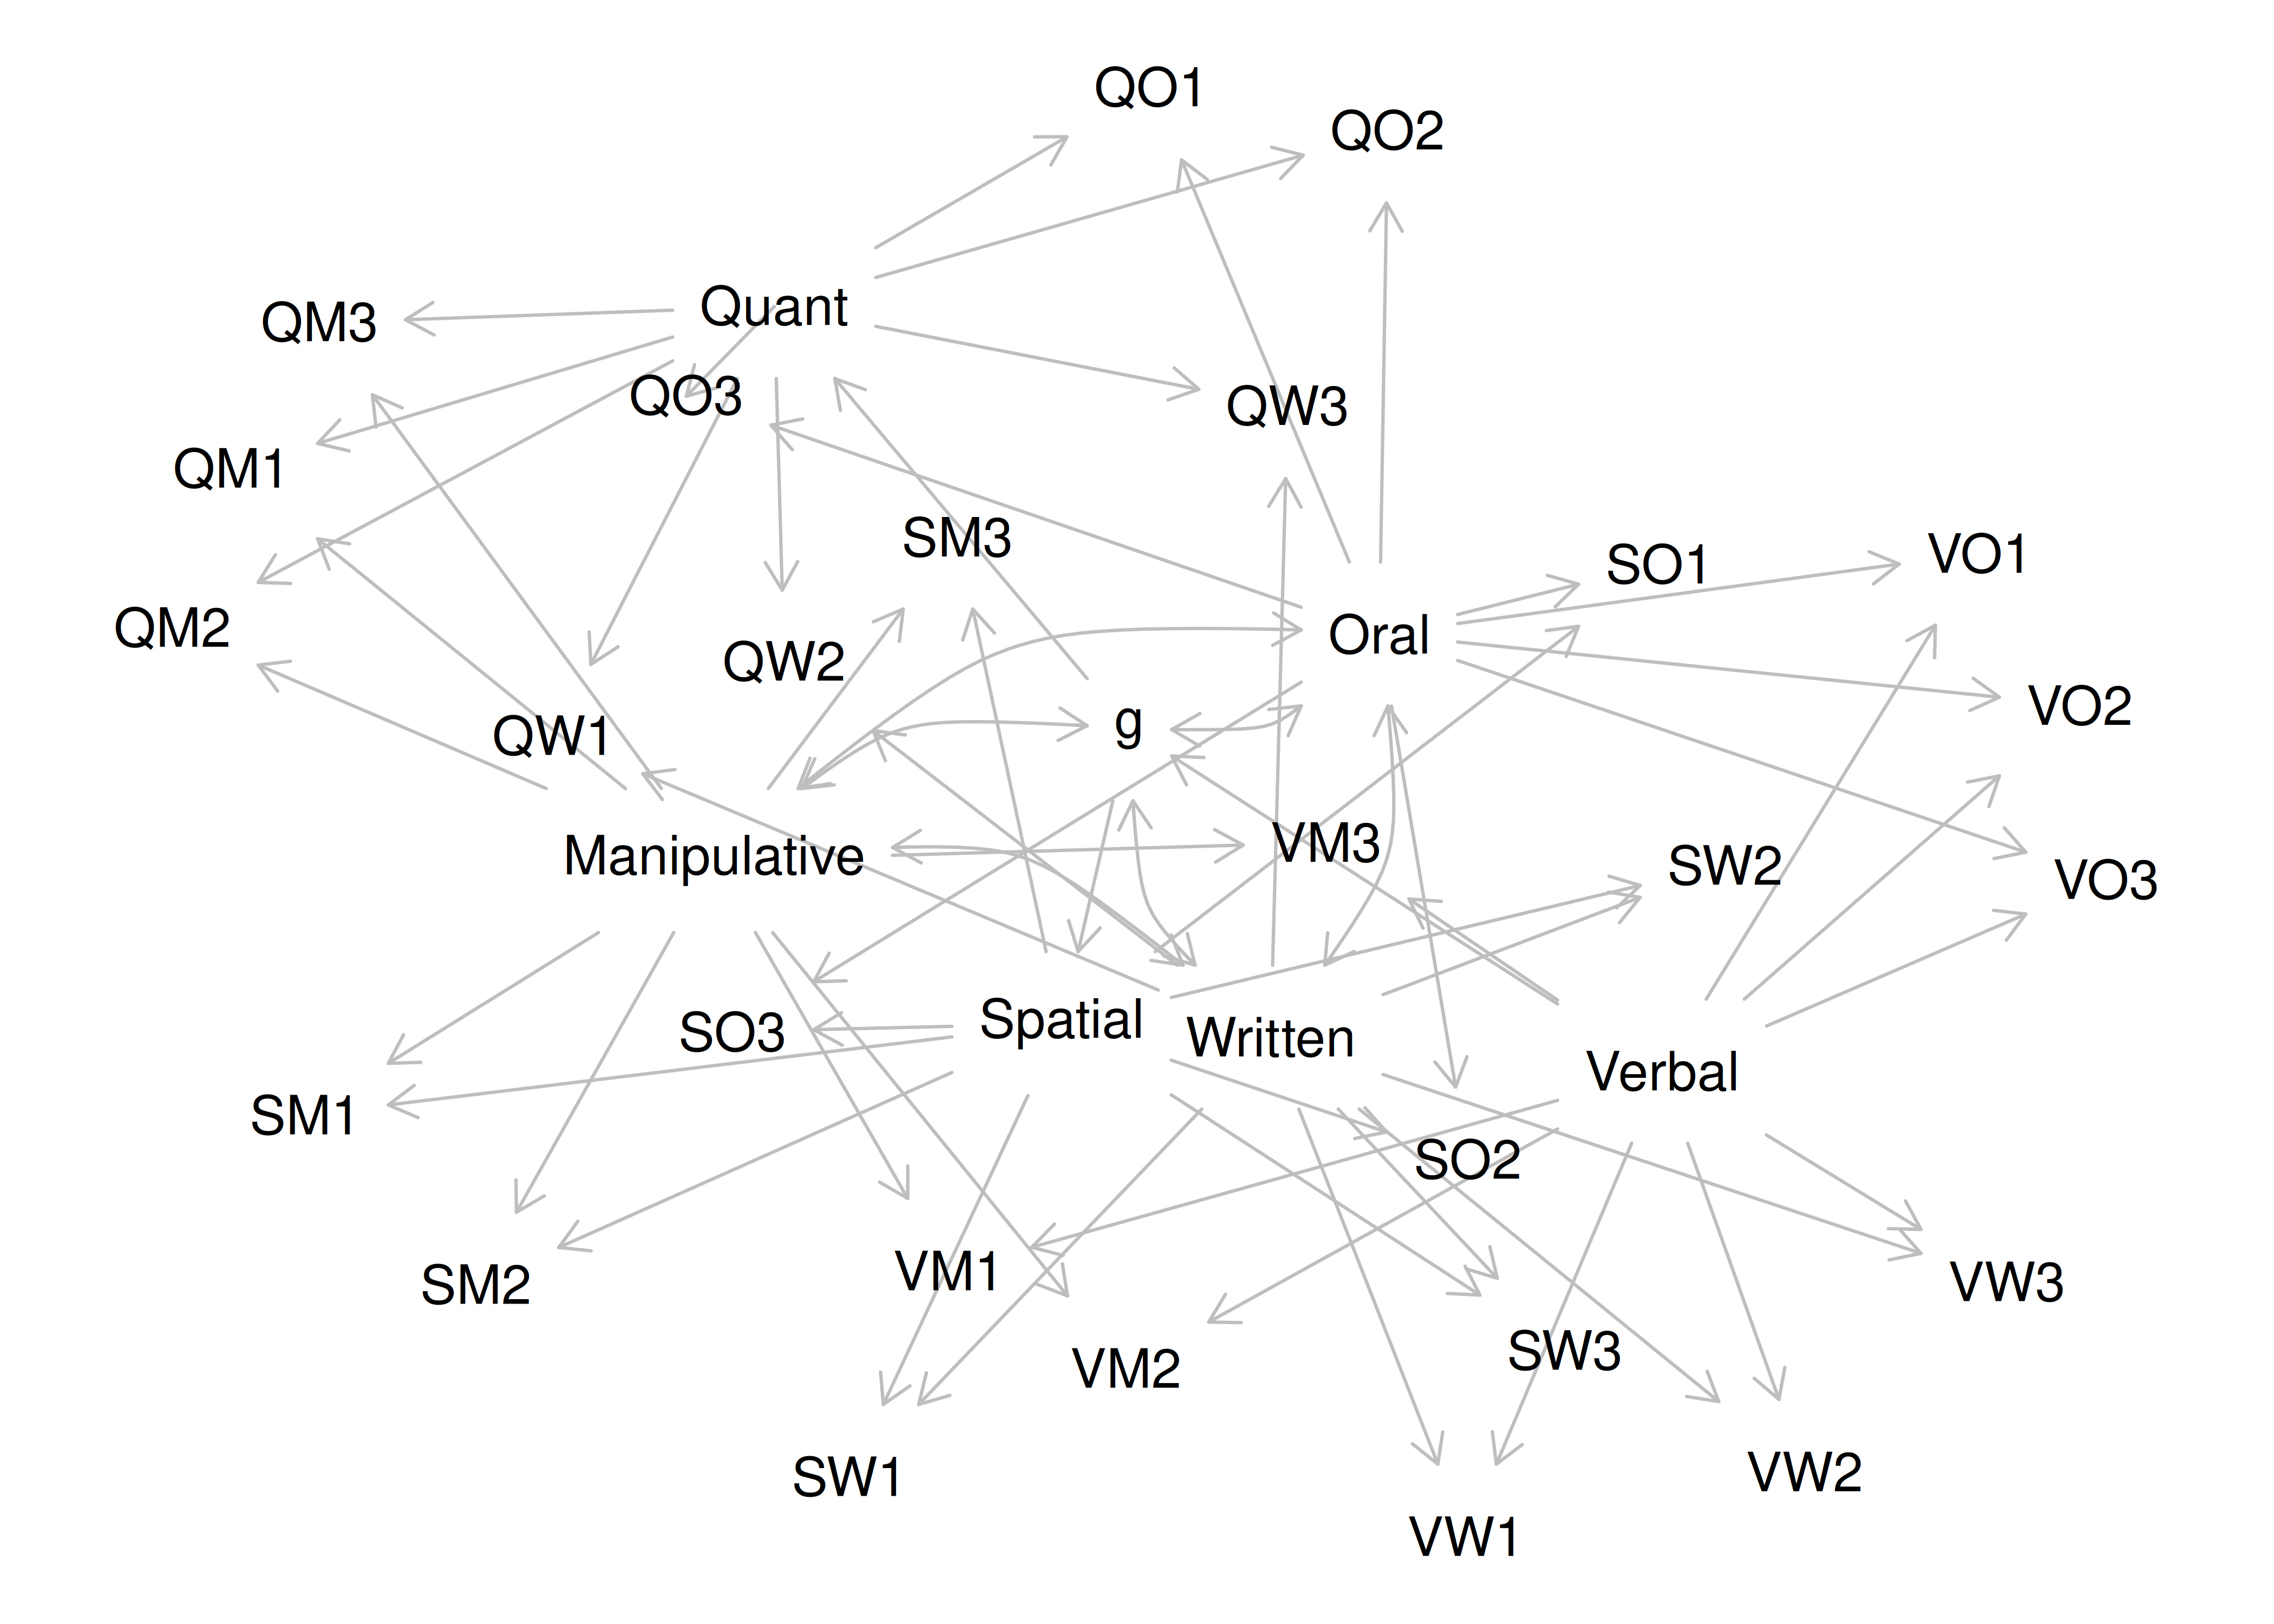 QO1
QO2
Quant
QM3
QO3
QW3
QM1
SM3
VO1
SO1
QM2
Oral
QW2
VO2
g
QW1
VM3
Manipulative
SW2
VO3
Spatial
SO3
Written
Verbal
SM1
SO2
VM1
SM2
VW3
SW3
VM2
SW1
VW2
VW1